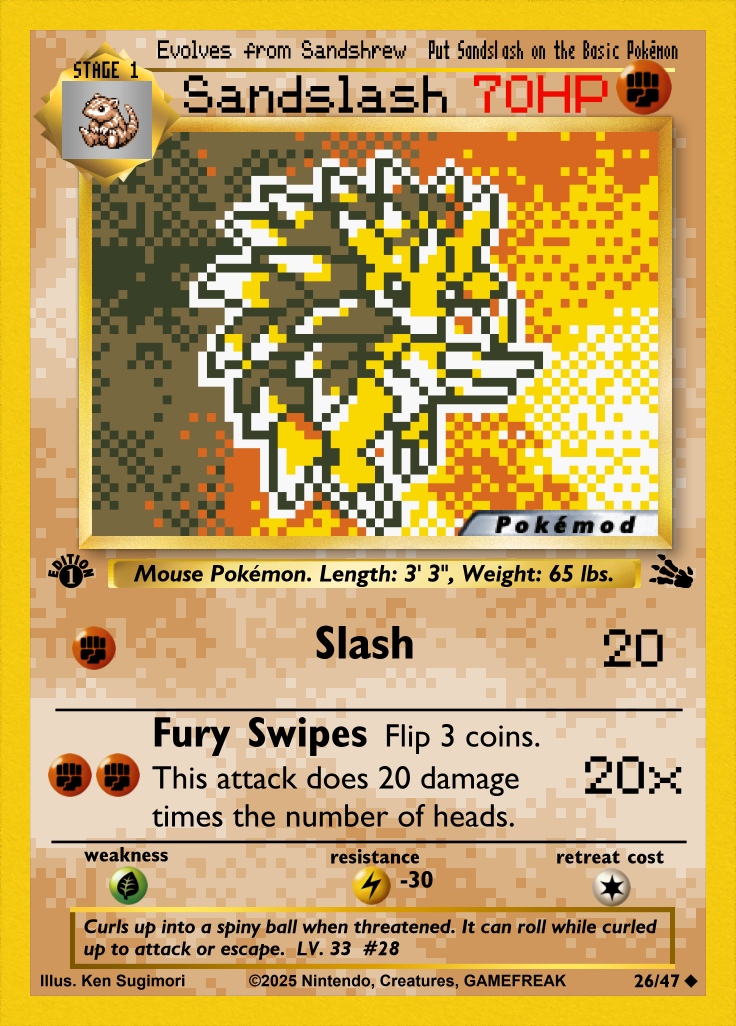 Evolves from Sandshrew Put Sandslash on the Basic Pokémon
STAGE 1
Sandslash 70HP
Pokémod
EDITION 1
Mouse Pokémon. Length: 3' 3", Weight: 65 lbs.
Slash 20
Fury Swipes Flip 3 coins.
This attack does 20 damage
times the number of heads.
20x
weakness resistance retreat cost
-30
Curls up into a spiny ball when threatened. It can roll while curled
up to attack or escape. LV. 33 #28
Illus. Ken Sugimori ©2025 Nintendo, Creatures, GAMEFREAK 26/47